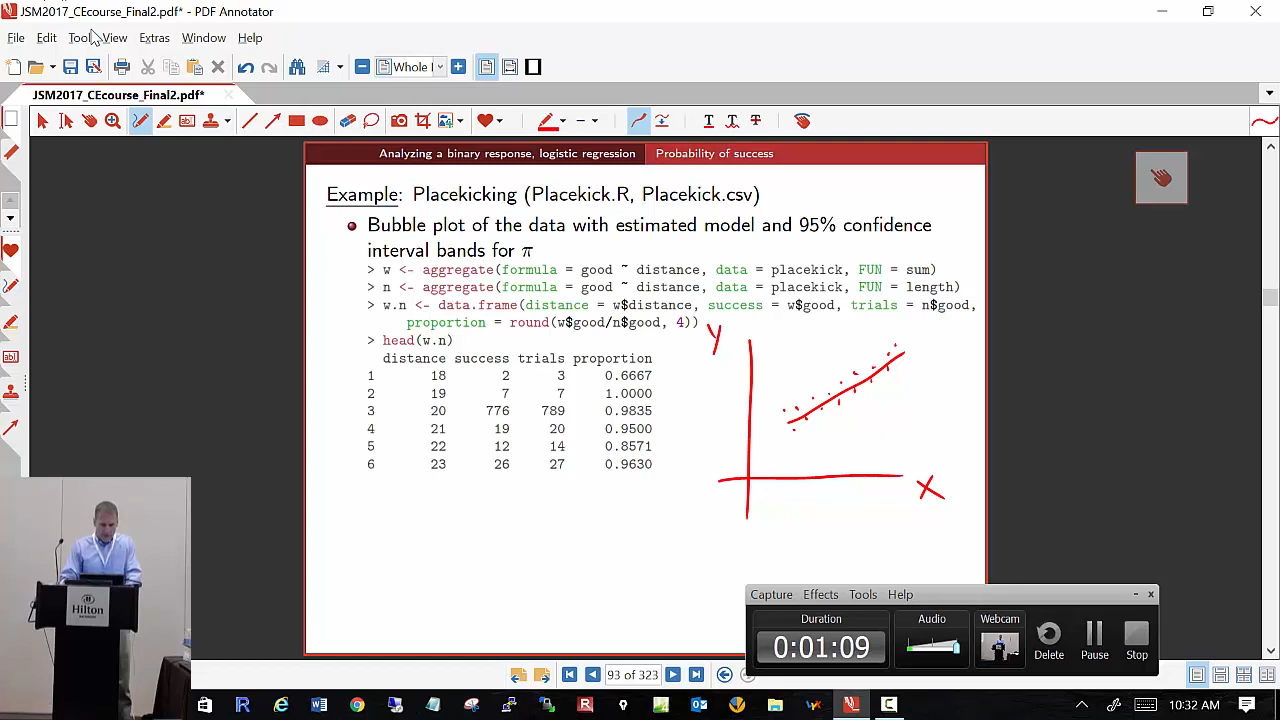 JSM2017_CEcourse_Final2.pdf* - PDF Annotator
File Edit Tool View Extras Window Help
Whole
JSM2017_CEcourse_Final2.pdf*
Analyzing a binary response, logistic regression Probability of success
Example: Placekicking (Placekick.R, Placekick.csv)
Bubble plot of the data with estimated model and 95% confidence
interval bands for π
> w <- aggregate(formula = good ~ distance, data = placekick, FUN = sum)
> n <- aggregate(formula = good ~ distance, data = placekick, FUN = length)
> w.n <- data.frame(distance = w$distance, success = w$good, trials = n$good,
proportion = round(w$good/n$good, 4))
> head(w.n)
distance success trials proportion
1 18 2 3 0.6667
2 19 7 7 1.0000
3 20 776 789 0.9835
4 21 19 20 0.9500
5 22 12 14 0.8571
6 23 26 27 0.9630
Y
X
Hilton
Capture Effects Tools Help
Duration Audio Webcam
0:01:09
Delete Pause Stop
93 of 323
10:32 AM